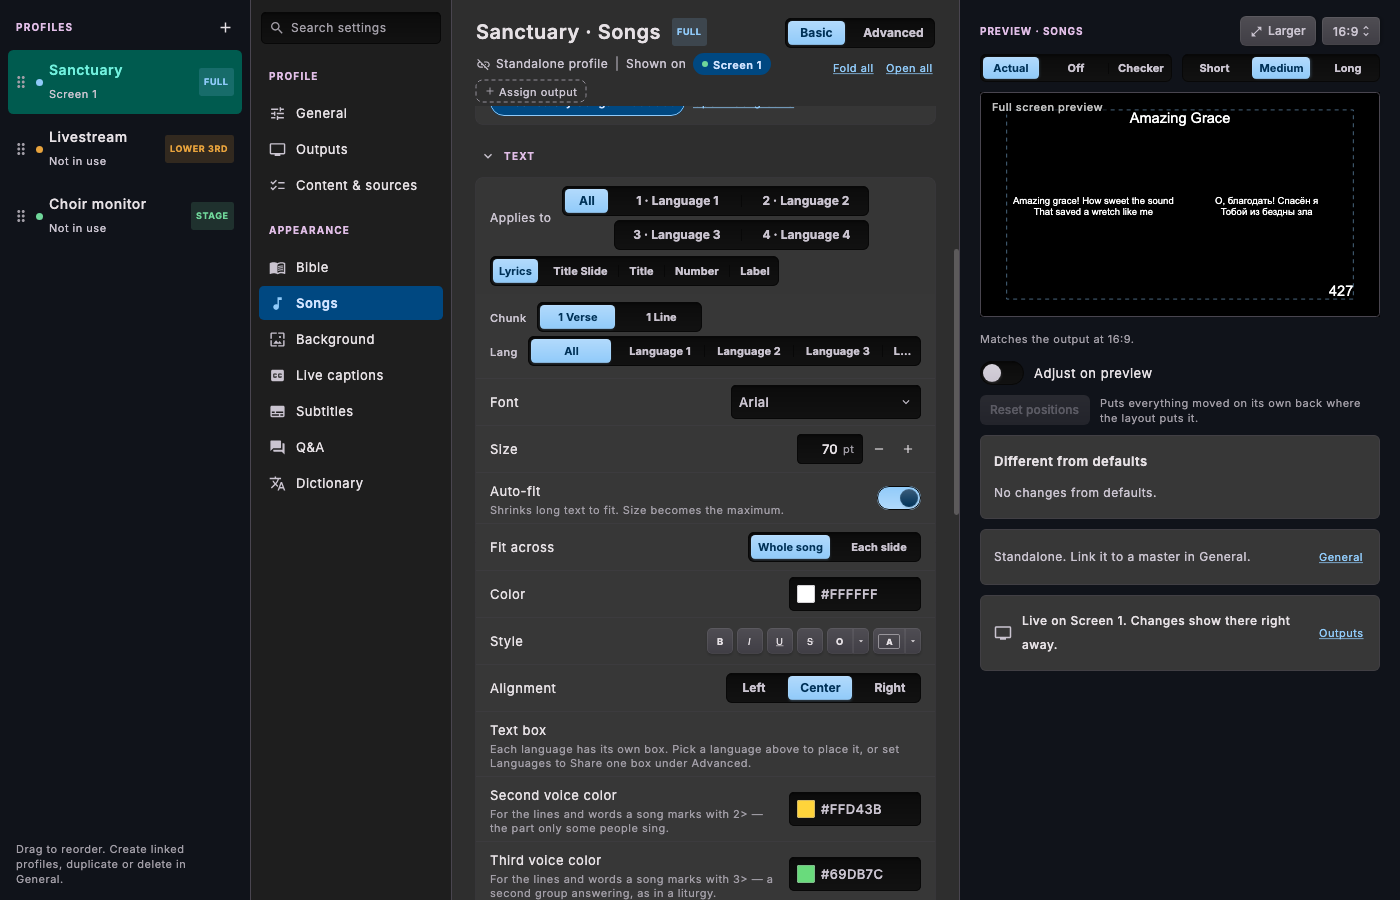 PROFILES
Sanctuary
Screen 1
FULL
Livestream
Not in use
LOWER 3RD
Choir monitor
Not in use
STAGE
Drag to reorder. Create linked
profiles, duplicate or delete in
General.
Search settings
PROFILE
General
Outputs
Content & sources
APPEARANCE
Bible
Songs
Background
Live captions
Subtitles
Q&A
Dictionary
Sanctuary · Songs
FULL
Basic
Advanced
Standalone profile | Shown on
Screen 1
Fold all
Open all
+ Assign output
TEXT
Applies to
All
1 · Language 1
2 · Language 2
3 · Language 3
4 · Language 4
Lyrics
Title Slide
Title
Number
Label
Chunk
1 Verse
1 Line
Lang
All
Language 1
Language 2
Language 3
L...
Font
Arial
Size
70 pt
Auto-fit
Shrinks long text to fit. Size becomes the maximum.
Fit across
Whole song
Each slide
Color
#FFFFFF
Style
B
I
U
S
O
A
Alignment
Left
Center
Right
Text box
Each language has its own box. Pick a language above to place it, or set
Languages to Share one box under Advanced.
Second voice color
For the lines and words a song marks with 2> —
the part only some people sing.
#FFD43B
Third voice color
For the lines and words a song marks with 3> — a
second group answering, as in a liturgy.
#69DB7C
PREVIEW · SONGS
Larger
16:9
Actual
Off
Checker
Short
Medium
Long
Full screen preview
Amazing Grace
Amazing grace! How sweet the sound
That saved a wretch like me
О, благодать! Спасён я
Тобой из бездны зла
427
Matches the output at 16:9.
Adjust on preview
Reset positions
Puts everything moved on its own back where
the layout puts it.
Different from defaults
No changes from defaults.
Standalone. Link it to a master in General.
General
Live on Screen 1. Changes show there right
away.
Outputs